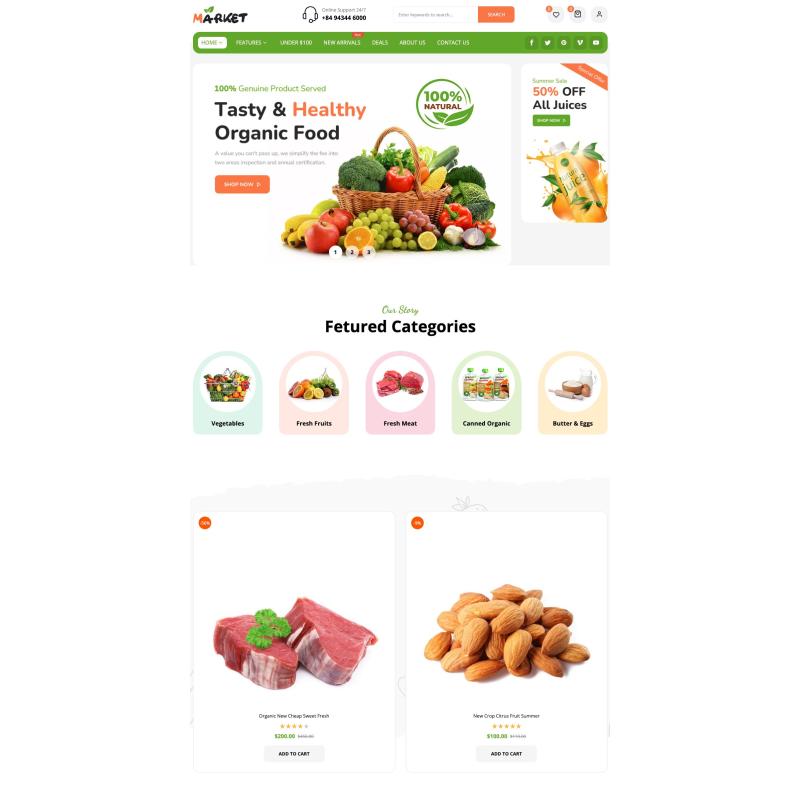 MARKET
Online Support 24/7
+84 94344 6000
Enter keywords to search...
SEARCH
0
0
HOME
FEATURES
UNDER $100
NEW ARRIVALS
DEALS
ABOUT US
CONTACT US
100% Genuine Product Served
Tasty & Healthy
Organic Food
A value you can't pass up, we simplify the fee into
two areas inspection and annual certification.
SHOP NOW
100%
NATURAL
1 2 3
Special Offer
Summer Sale
50% OFF
All Juices
SHOP NOW
Juice
Our Story
Fetured Categories
Vegetables
Fresh Fruits
Fresh Meat
Canned Organic
Butter & Eggs
Organic New Cheap Sweet Fresh
$200.00
ADD TO CART
New Crop Citrus Fruit Summer
$100.00 $110.00
ADD TO CART